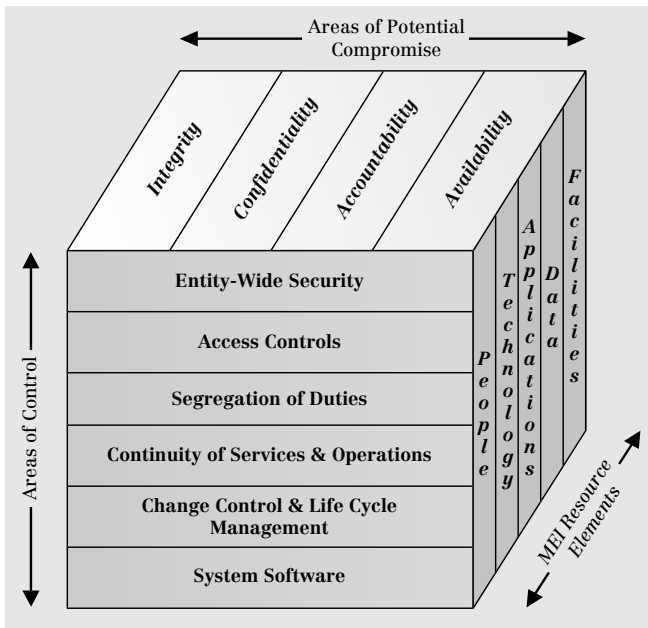 Areas of Potential
Compromise
Integrity
Confidentiality
Accountability
Availability
Areas of Control
Entity-Wide Security
Access Controls
Segregation of Duties
Continuity of Services & Operations
Change Control & Life Cycle
Management
System Software
People
Technology
Applications
Data
Facilities
MEI Resource
Elements